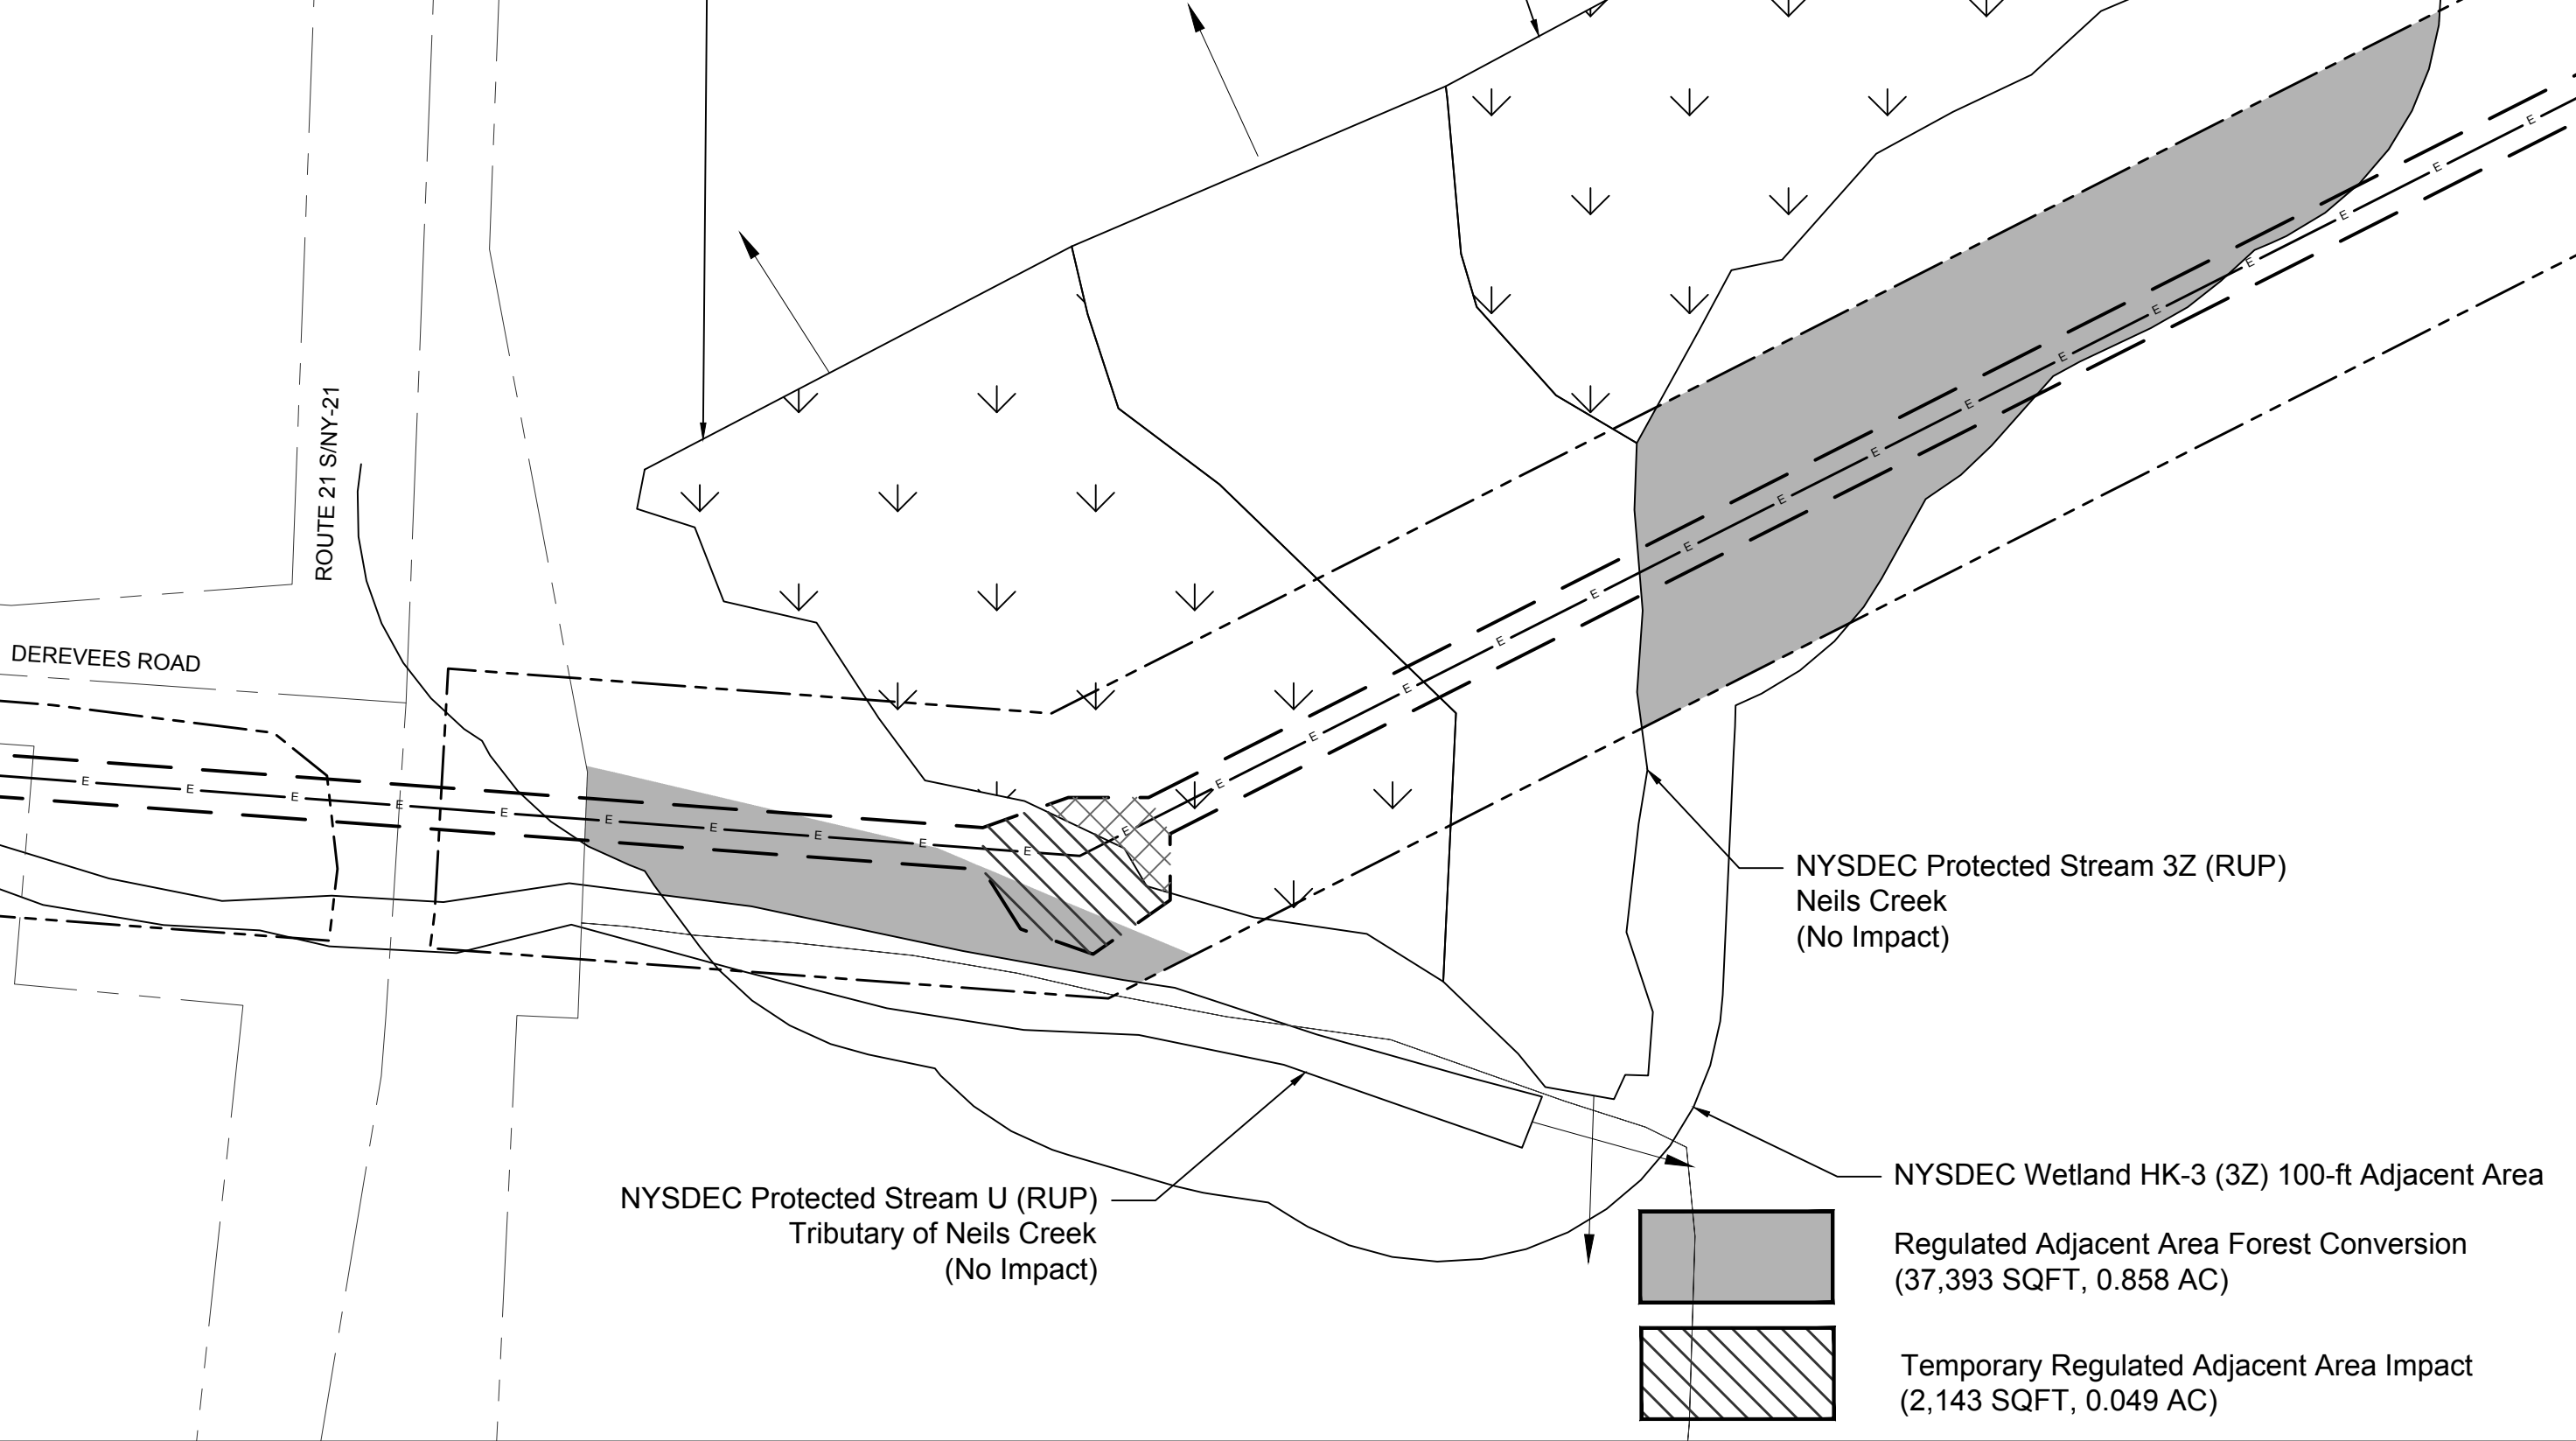 ROUTE 21 S/NY-21
DEREVEES ROAD
E E E E E E E E E E
E E E E E E E E E E E E E E E E
NYSDEC Protected Stream 3Z (RUP)
Neils Creek
(No Impact)
NYSDEC Protected Stream U (RUP)
Tributary of Neils Creek
(No Impact)
NYSDEC Wetland HK-3 (3Z) 100-ft Adjacent Area
Regulated Adjacent Area Forest Conversion
(37,393 SQFT, 0.858 AC)
Temporary Regulated Adjacent Area Impact
(2,143 SQFT, 0.049 AC)